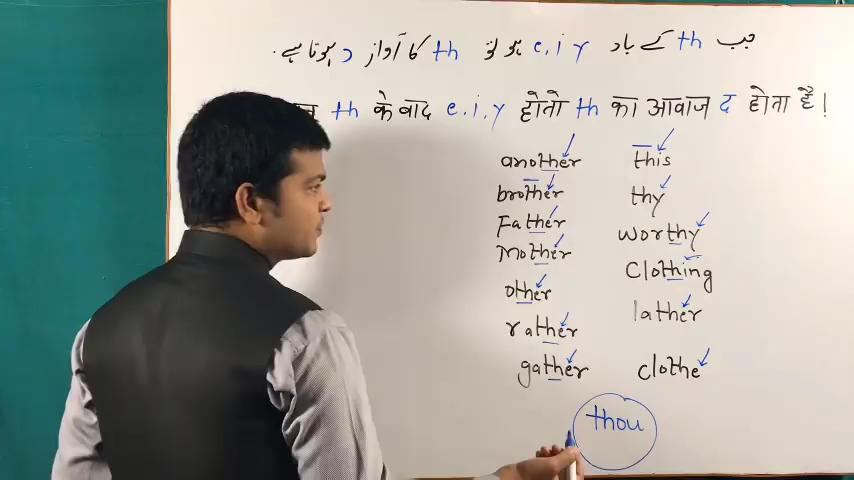 جب th کے باد e, i, y ہو تو th کا آواز د ہوتا ہے.
th के बाद e, i, y हो तो th का आवाज द होता है!
another
brother
Father
Mother
other
rather
gather
this
thy
worthy
Clothing
lather
clothe
thou